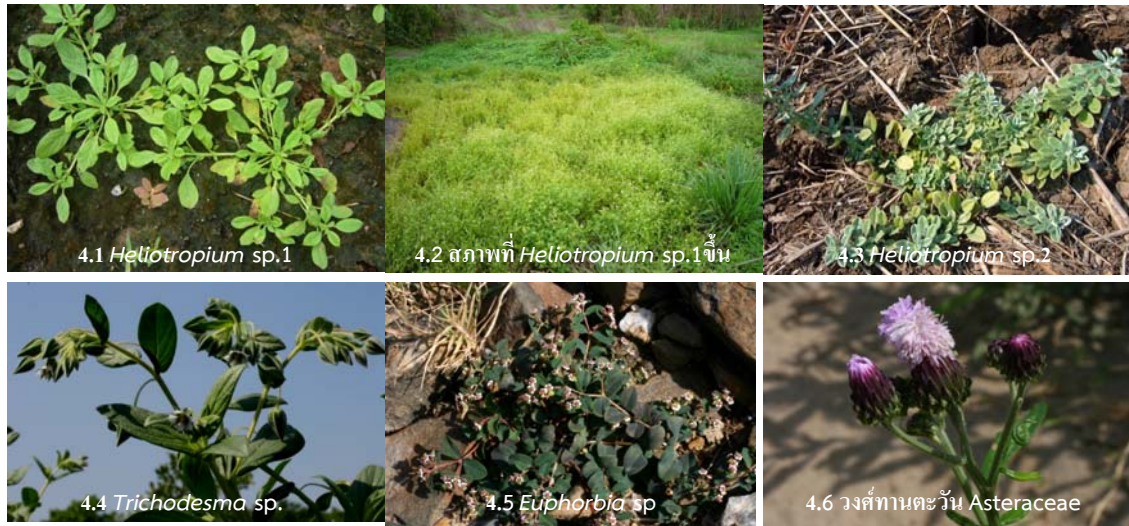 4.1 Heliotropium sp.1
4.2 สภาพที่ Heliotropium sp.1ขึ้น
4.3 Heliotropium sp.2
4.4 Trichodesma sp.
4.5 Euphorbia sp
4.6 วงศ์ทานตะวัน Asteraceae